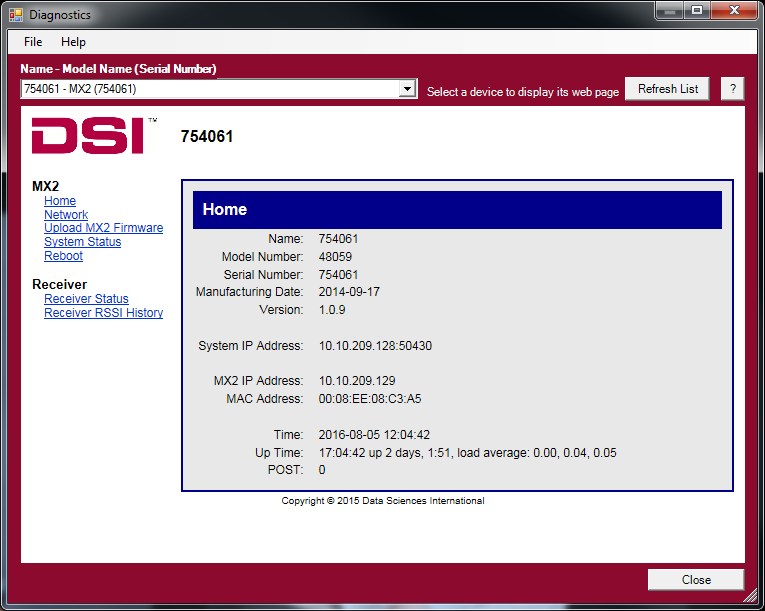 Diagnostics
File Help
Name - Model Name (Serial Number)
754061 - MX2 (754061)
Select a device to display its web page
Refresh List
?
DSI™
754061
MX2
Home
Network
Upload MX2 Firmware
System Status
Reboot
Receiver
Receiver Status
Receiver RSSI History
Home
Name: 754061
Model Number: 48059
Serial Number: 754061
Manufacturing Date: 2014-09-17
Version: 1.0.9
System IP Address: 10.10.209.128:50430
MX2 IP Address: 10.10.209.129
MAC Address: 00:08:EE:08:C3:A5
Time: 2016-08-05 12:04:42
Up Time: 17:04:42 up 2 days, 1:51, load average: 0.00, 0.04, 0.05
POST: 0
Copyright © 2015 Data Sciences International
Close